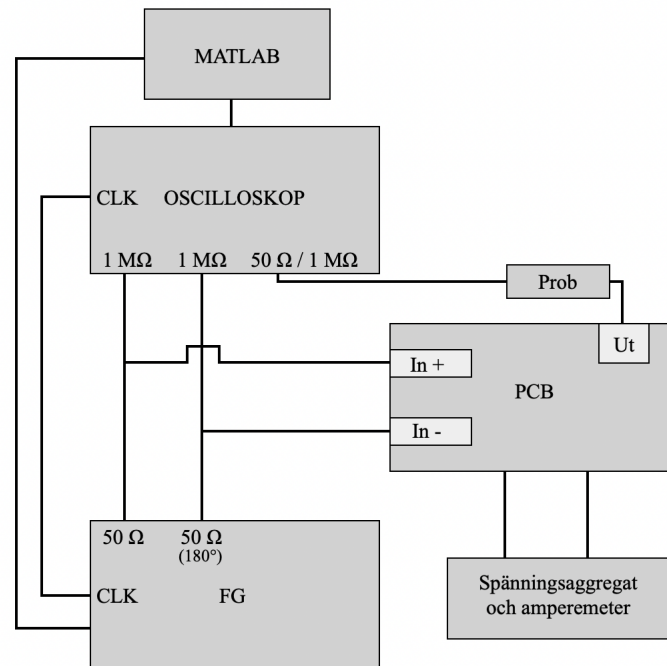 MATLAB
CLK OSCILLOSKOP
1 MΩ 1 MΩ 50 Ω / 1 MΩ
Prob
Ut
In +
PCB
In -
50 Ω 50 Ω
(180°)
CLK FG
Spänningsaggregat
och amperemeter